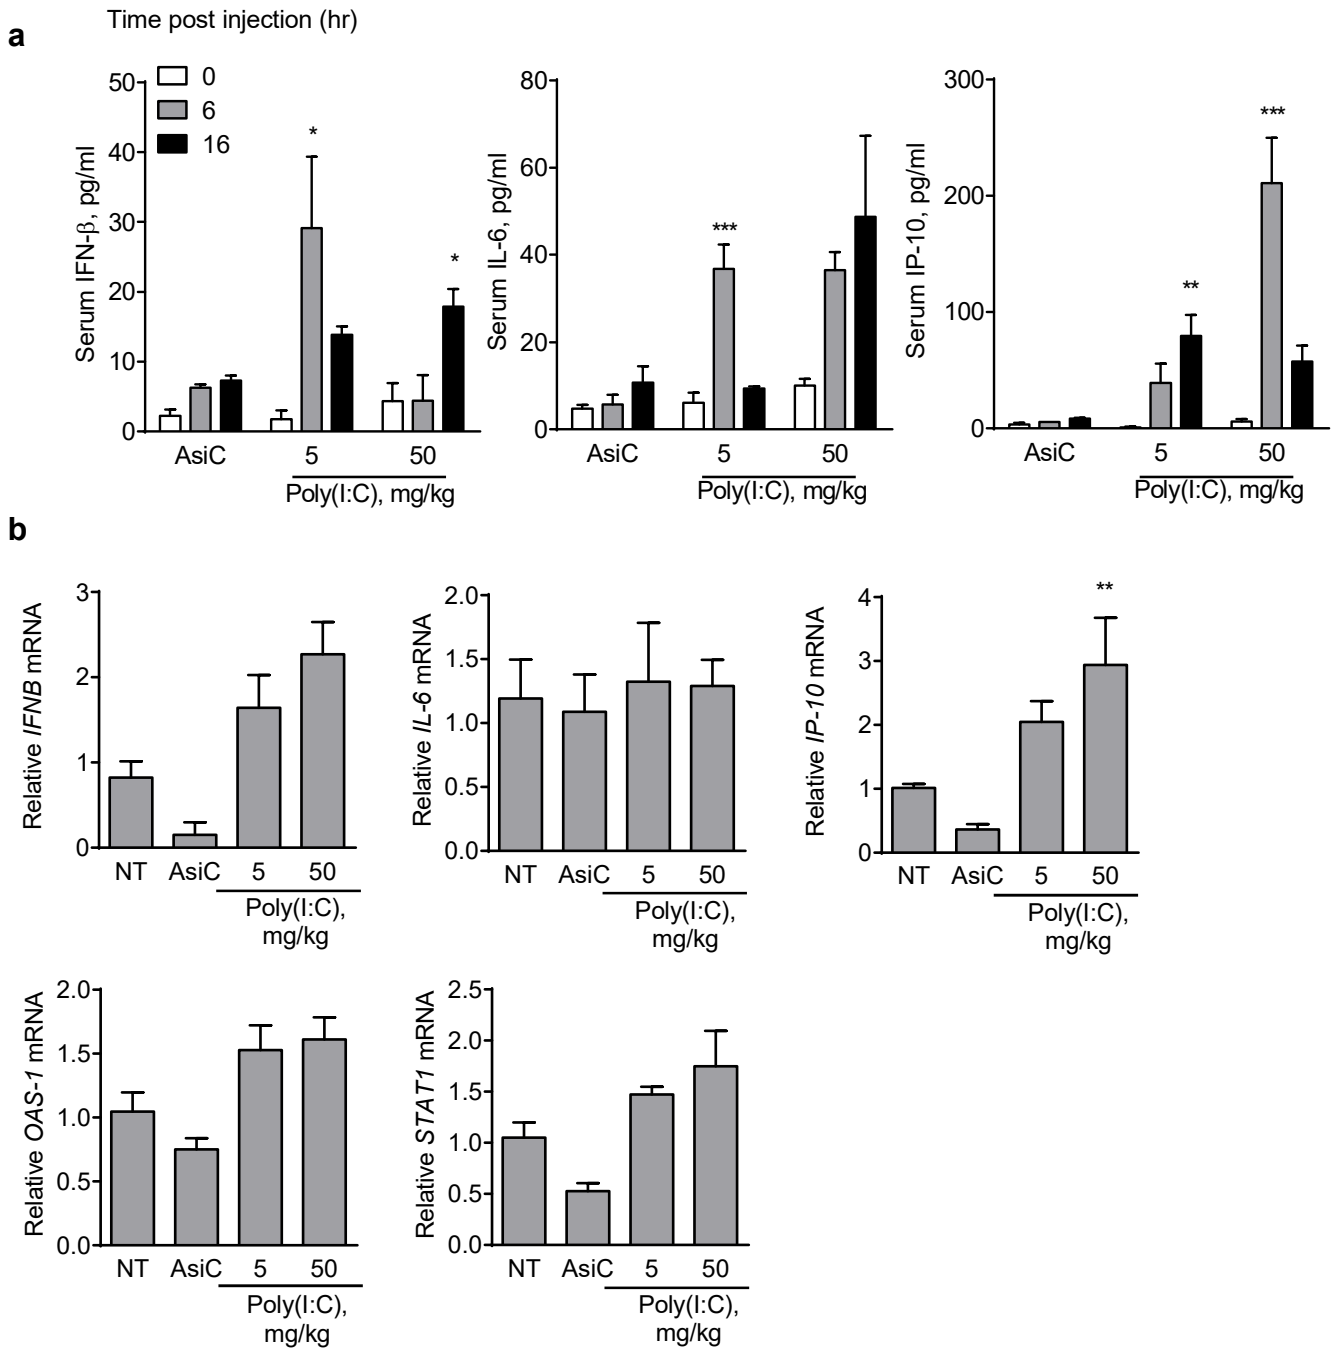 Time post injection (hr)
a
0
6
16
Serum IFN-β, pg/ml
50
40
30
20
10
0
*
*
AsiC 5 50
Poly(I:C), mg/kg
Serum IL-6, pg/ml
80
60
40
20
0
***
AsiC 5 50
Poly(I:C), mg/kg
Serum IP-10, pg/ml
300
200
100
0
**
***
AsiC 5 50
Poly(I:C), mg/kg
b
Relative IFNB mRNA
3
2
1
0
NT AsiC 5 50
Poly(I:C),
mg/kg
Relative IL-6 mRNA
2.0
1.5
1.0
0.5
0.0
NT AsiC 5 50
Poly(I:C),
mg/kg
Relative IP-10 mRNA
4
3
2
1
0
**
NT AsiC 5 50
Poly(I:C),
mg/kg
Relative OAS-1 mRNA
2.0
1.5
1.0
0.5
0.0
NT AsiC 5 50
Poly(I:C),
mg/kg
Relative STAT1 mRNA
2.5
2.0
1.5
1.0
0.5
0.0
NT AsiC 5 50
Poly(I:C),
mg/kg